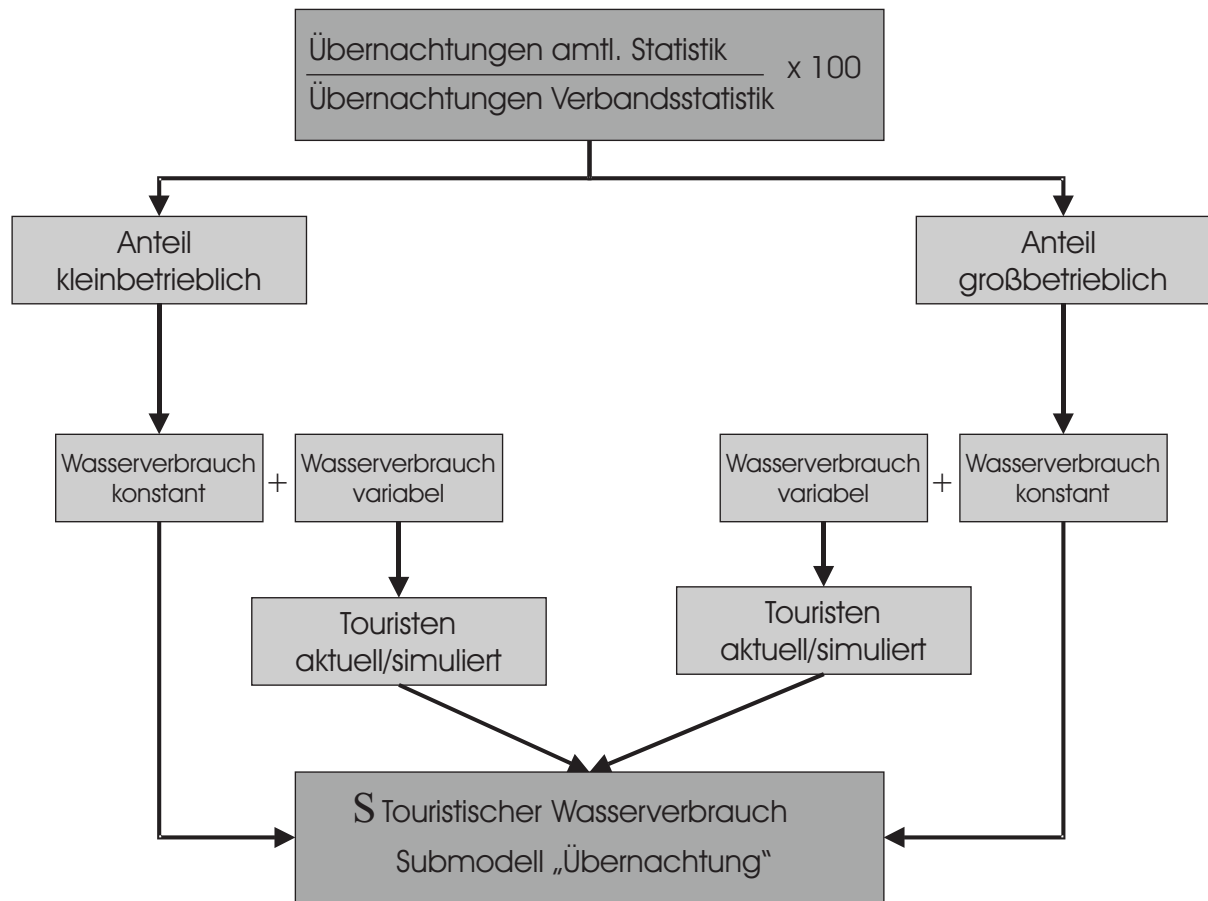 Übernachtungen amtl. Statistik
x 100
Übernachtungen Verbandsstatistik
Anteil
kleinbetrieblich
Anteil
großbetrieblich
Wasserverbrauch
konstant
+
Wasserverbrauch
variabel
Wasserverbrauch
variabel
+
Wasserverbrauch
konstant
Touristen
aktuell/simuliert
Touristen
aktuell/simuliert
S Touristischer Wasserverbrauch
Submodell „Übernachtung“